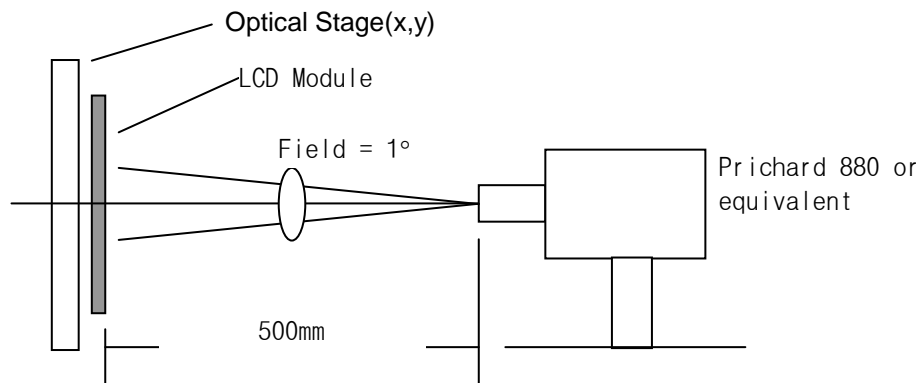 Optical Stage(x,y)
LCD Module
Field = 1°
Prichard 880 or
equivalent
500mm